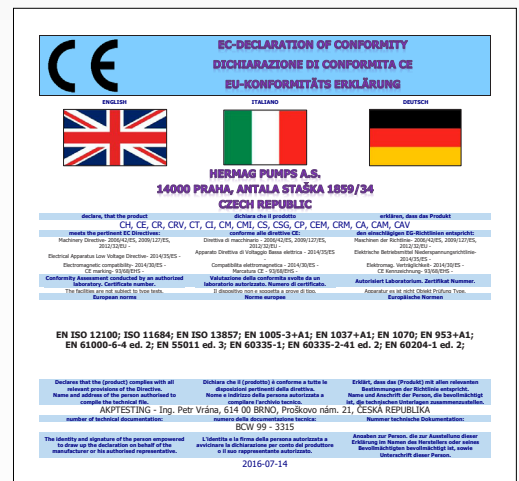 CE
EC-DECLARATION OF CONFORMITY
DICHIARAZIONE DI CONFORMITA CE
EU-KONFORMITÄTS ERKLÄRUNG
ENGLISH ITALIANO DEUTSCH
HERMAG PUMPS A.S.
14000 PRAHA, ANTALA STAŠKA 1859/34
CZECH REPUBLIC
declare, that the product dichiara che il prodotto erklären, dass das Produkt
CH, CE, CR, CRV, CT, CI, CM, CMI, CS, CSG, CP, CEM, CRM, CA, CAM, CAV
meets the pertinent EC Directives: conforme alle direttive CE: den einschlägigen EG-Richtlinien entspricht:
Machinery Directive- 2006/42/ES, 2009/127/ES, Direttiva di macchinario - 2006/42/ES, 2009/127/ES, Maschinen der Richtlinie- 2006/42/ES, 2009/127/ES,
2012/32/EU - 2012/32/EU - 2012/32/EU -
Electrical Apparatus Low Voltage Directive- 2014/35/ES - Apparato Direttiva di Voltaggio Basse elettrica - 2014/35/ES - Elektrische Betriebsmittel Niederspannungsrichtlinie- 2014/35/ES -
Electromagnetic compatibility - 2014/30/ES - Compatibilità elettromagnetica - 2014/30/ES - Elektromag. Verträglichkeit- 2014/30/ES -
CE marking- 93/68/EHS - Marcatura CE - 93/68/EHS - CE Kennzeichnung- 93/68/EHS -
Conformity Assessment conducted by an authorized Valutazione della conformità svolta da un Autorisiert Laboratorium. Zertifikat Nummer.
laboratory. Certificate number. laboratorio autorizzato. Numero di certificato.
The facilities are not subject to type tests. Il dispositivo non è soggetta a prove di tipo. Apparatur es ist nicht Objekt Prüfung Type.
European norms Norme europee Europäische Normen
EN ISO 12100; ISO 11684; EN ISO 13857; EN 1005-3+A1; EN 1037+A1; EN 1070; EN 953+A1;
EN 61000-6-4 ed. 2; EN 55011 ed. 3; EN 60335-1; EN 60335-2-41 ed. 2; EN 60204-1 ed. 2;
Declares that the (product) complies with all Dichiara che il (prodotto) è conforme a tutte le Erklärt, dass das (Produkt) mit allen relevanten
relevant provisions of the Directive. disposizioni pertinenti della direttiva. Bestimmungen der Richtlinie entspricht.
Name and address of the person authorised to Nome e indirizzo della persona autorizzata a Name und Anschrift der Person, die bevollmächtigt
compile the technical file. compilare l'archivio tecnico. ist, die technischen Unterlagen zusammenzustellen.
AKPTESTING - Ing. Petr Vrána, 614 00 BRNO, Proškovo nám. 21, ČESKÁ REPUBLIKA
number of technical documentation: numero della documentazione tecnica: Nummer technische Dokumentation:
BCW 99 - 3315
The identity and signature of the person empowered L'identità e la firma della persona autorizzata a Angaben zur Person, die zur Ausstellung dieser
to draw up the declaration on behalf of the avvicinare la dichiarazione per conto del produttore Erklärung im Namen des Herstellers oder seines
manufacturer or his authorised representative. o il suo rappresentante autorizzato. Bevollmächtigten bevollmächtigt ist, sowie
Unterschrift dieser Person.
2016-07-14